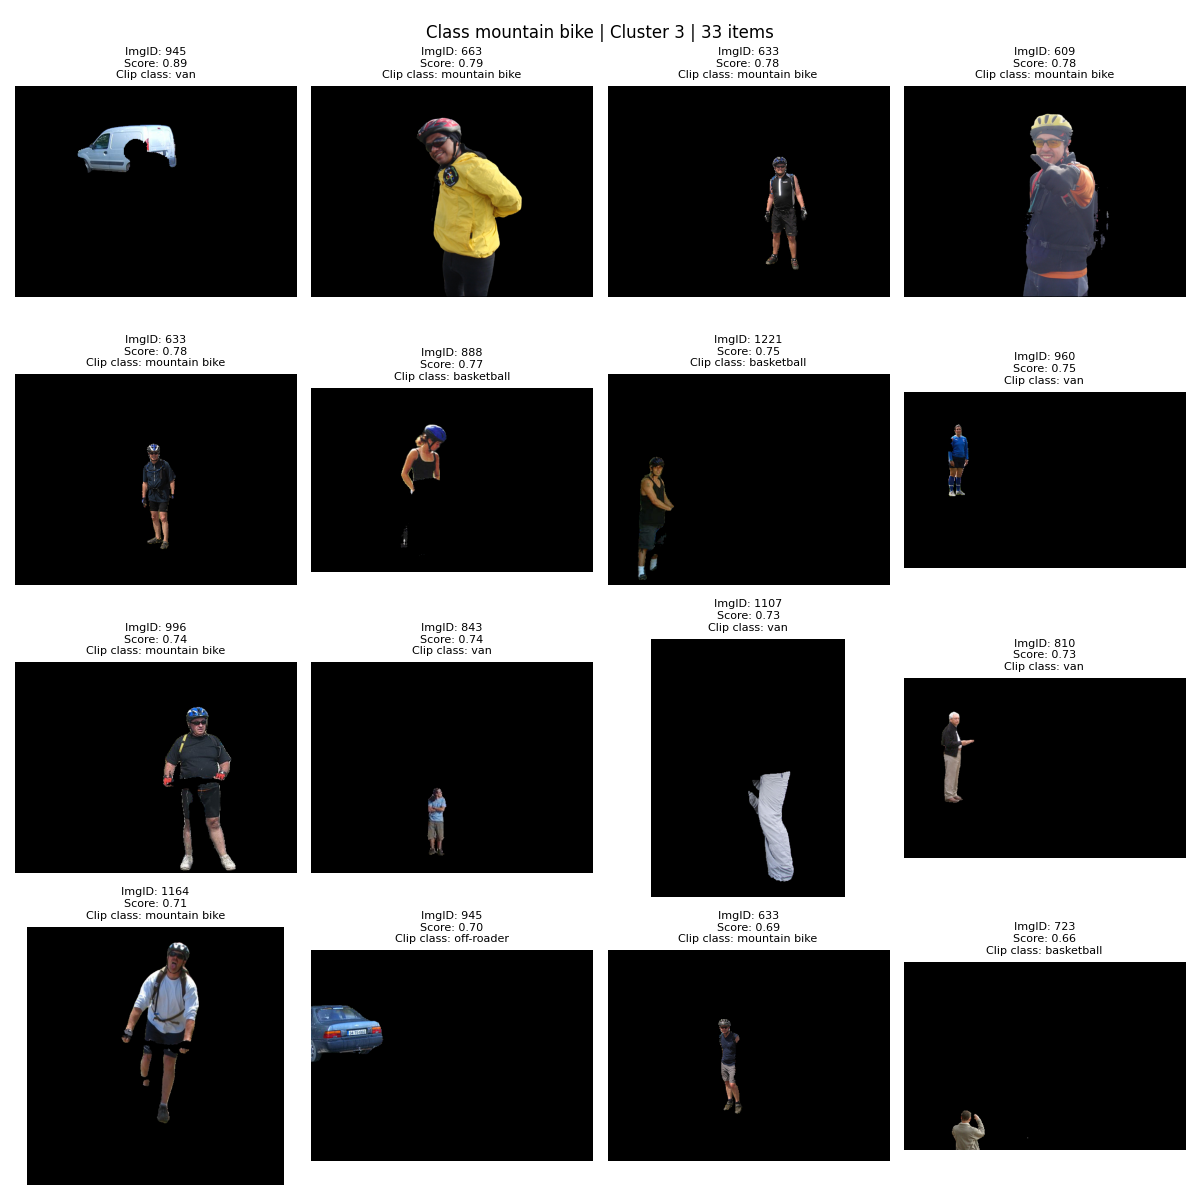 Class mountain bike | Cluster 3 | 33 items
ImgID: 945
Score: 0.89
Clip class: van
ImgID: 663
Score: 0.79
Clip class: mountain bike
ImgID: 633
Score: 0.78
Clip class: mountain bike
ImgID: 609
Score: 0.78
Clip class: mountain bike
ImgID: 633
Score: 0.78
Clip class: mountain bike
ImgID: 888
Score: 0.77
Clip class: basketball
ImgID: 1221
Score: 0.75
Clip class: basketball
ImgID: 960
Score: 0.75
Clip class: van
ImgID: 996
Score: 0.74
Clip class: mountain bike
ImgID: 843
Score: 0.74
Clip class: van
ImgID: 1107
Score: 0.73
Clip class: van
ImgID: 810
Score: 0.73
Clip class: van
ImgID: 1164
Score: 0.71
Clip class: mountain bike
ImgID: 945
Score: 0.70
Clip class: off-roader
ImgID: 633
Score: 0.69
Clip class: mountain bike
ImgID: 723
Score: 0.66
Clip class: basketball